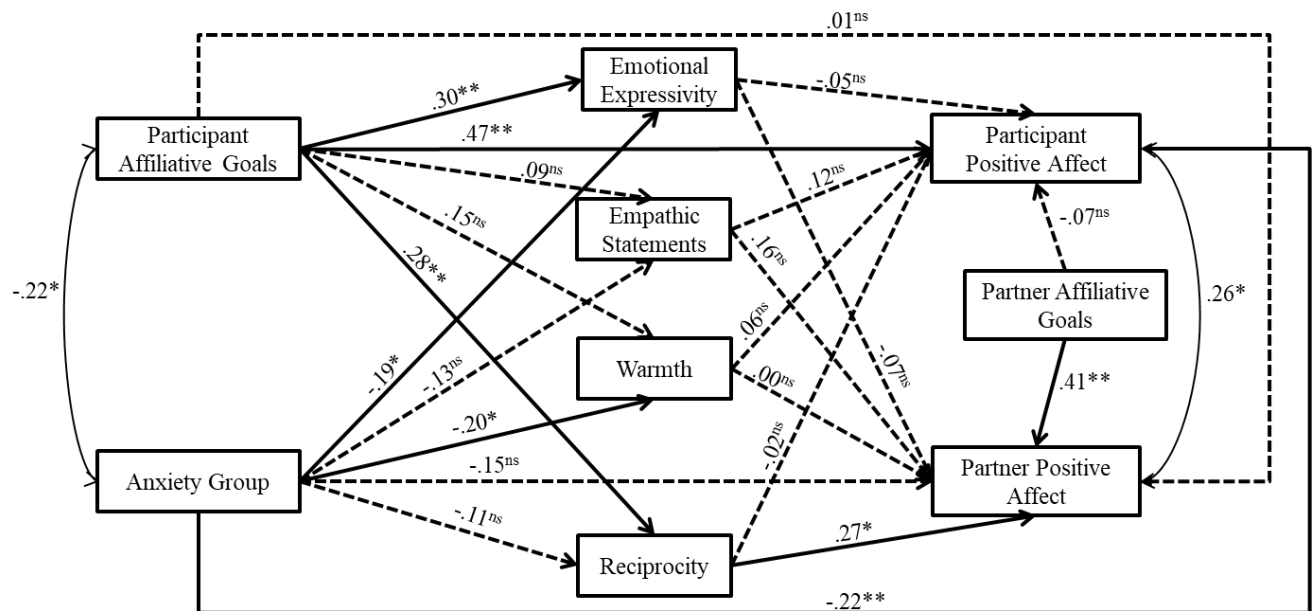 .01ns
Emotional
Expressivity
-.05ns
.30**
Participant
Affiliative Goals
.47**
Participant
Positive Affect
.09ns
.12ns
Empathic
Statements
.15ns
-.07ns
.16ns
.28**
-.22*
Partner Affiliative
Goals
.26*
.06ns
-.07ns
-.19*
-.13ns
Warmth
.00ns
.41**
-.20*
-.02ns
Anxiety Group
-.15ns
Partner Positive
Affect
-.11ns
.27*
Reciprocity
-.22**